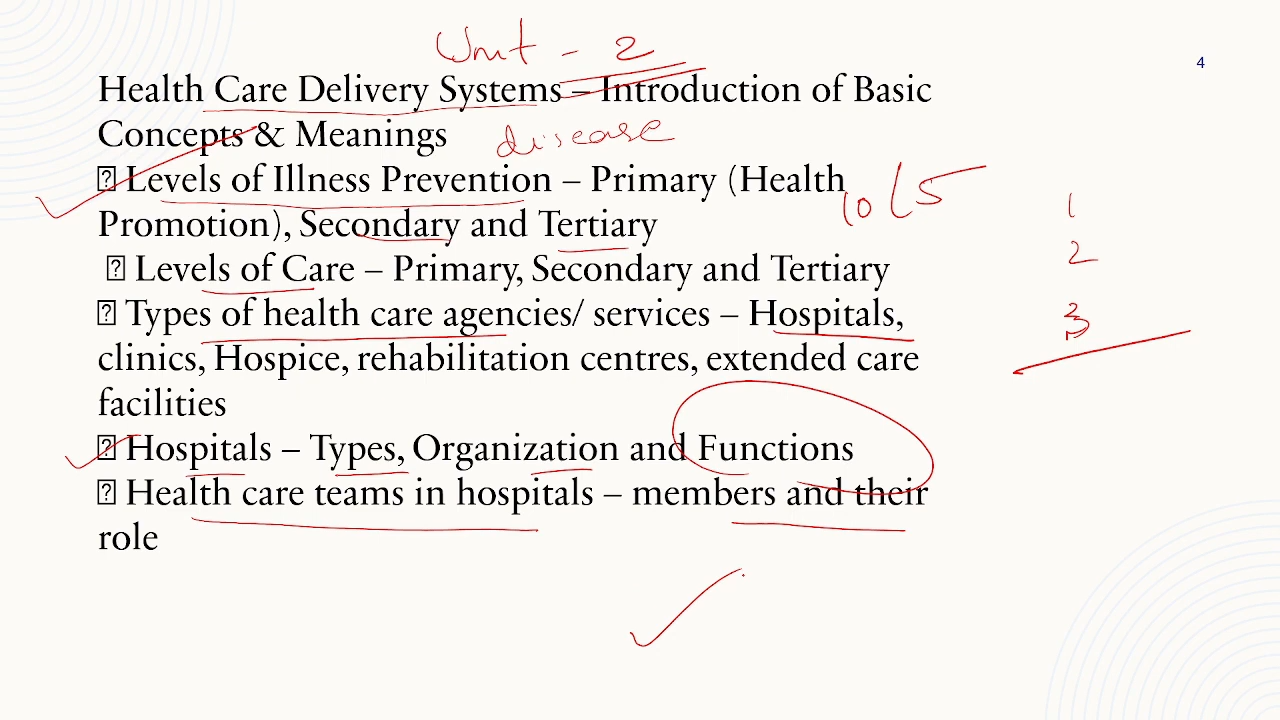 4
Unit - 2
Health Care Delivery Systems – Introduction of Basic
Concepts & Meanings
disease
⍰ Levels of Illness Prevention – Primary (Health
Promotion), Secondary and Tertiary
10 5
1
2
3
⍰ Levels of Care – Primary, Secondary and Tertiary
⍰ Types of health care agencies/ services – Hospitals,
clinics, Hospice, rehabilitation centres, extended care
facilities
⍰ Hospitals – Types, Organization and Functions
⍰ Health care teams in hospitals – members and their
role